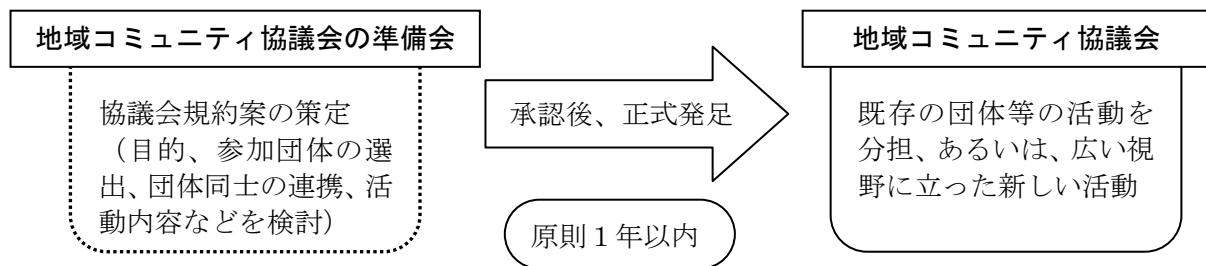 地域コミュニティ協議会の準備会
協議会規約案の策定
（目的、参加団体の選
出、団体同士の連携、活
動内容などを検討）
承認後、正式発足
原則１年以内
地域コミュニティ協議会
既存の団体等の活動を
分担、あるいは、広い視
野に立った新しい活動